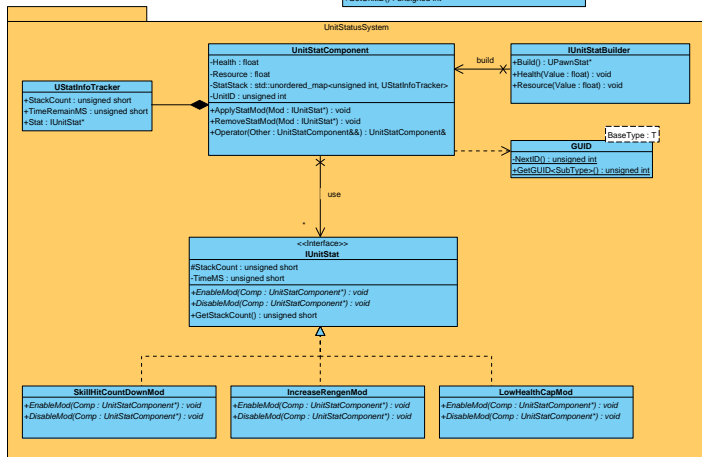 UnitStatusSystem
UnitStatComponent
-Health : float
-Resource : float
-StatStack : std::unordered_map<unsigned int, UStatInfoTracker>
-UnitID : unsigned int
+ApplyStatMod(Mod : IUnitStat*) : void
+RemoveStatMod(Mod : IUnitStat*) : void
+Operator(Other : UnitStatComponent&&) : UnitStatComponent&
build
IUnitStatBuilder
+Build() : UPawnStat*
+Health(Value : float) : void
+Resource(Value : float) : void
UStatInfoTracker
+StackCount : unsigned short
+TimeRemainMS : unsigned short
+Stat : IUnitStat*
BaseType : T
GUID
-NextID() : unsigned int
+GetGUID<SubType>() : unsigned int
use
*
<<Interface>>
IUnitStat
#StackCount : unsigned short
-TimeMS : unsigned short
+EnableMod(Comp : UnitStatComponent*) : void
+DisableMod(Comp : UnitStatComponent*) : void
+GetStackCount() : unsigned short
SkillHitCountDownMod
+EnableMod(Comp : UnitStatComponent*) : void
+DisableMod(Comp : UnitStatComponent*) : void
IncreaseRengenMod
+EnableMod(Comp : UnitStatComponent*) : void
+DisableMod(Comp : UnitStatComponent*) : void
LowHealthCapMod
+EnableMod(Comp : UnitStatComponent*) : void
+DisableMod(Comp : UnitStatComponent*) : void